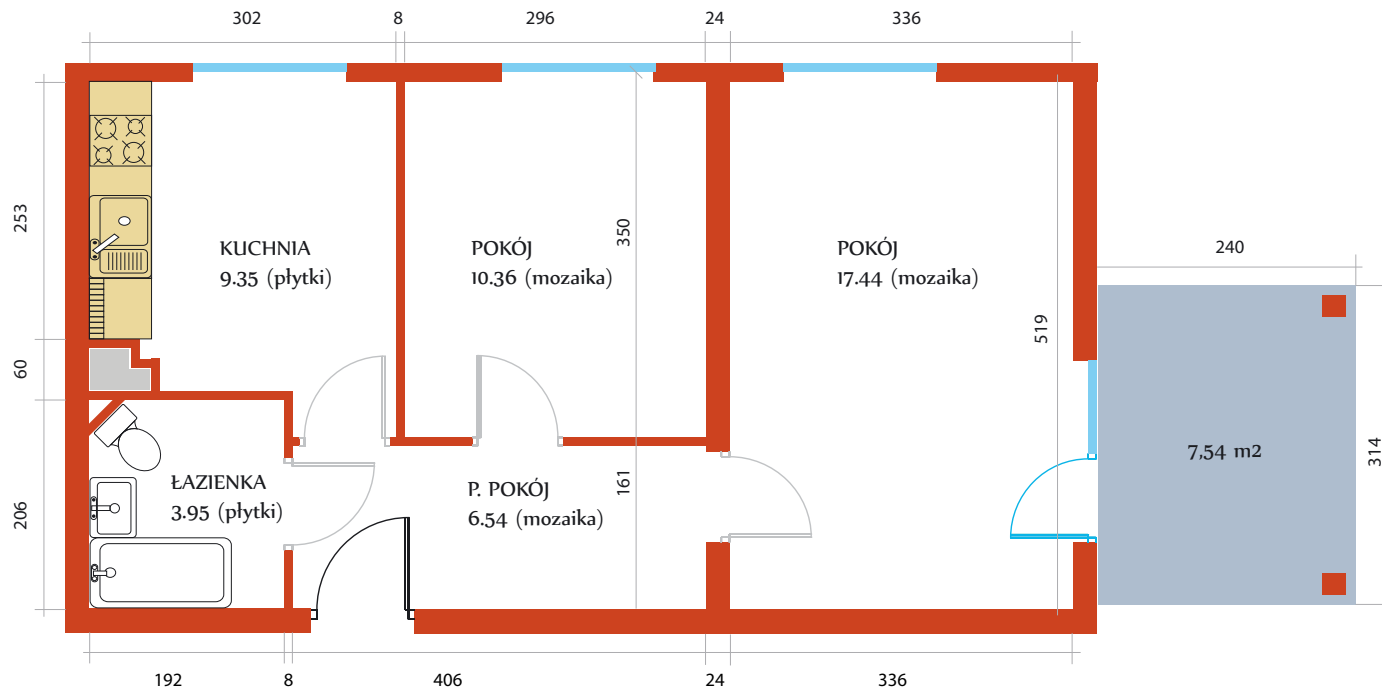 302 8 296 24 336
253
KUCHNIA
9.35 (płytki)
POKÓJ
10.36 (mozaika)
350
POKÓJ
17.44 (mozaika)
240
519
60
7,54 m2
314
206
ŁAZIENKA
3.95 (płytki)
P. POKÓJ
6.54 (mozaika)
161
192 8 406 24 336